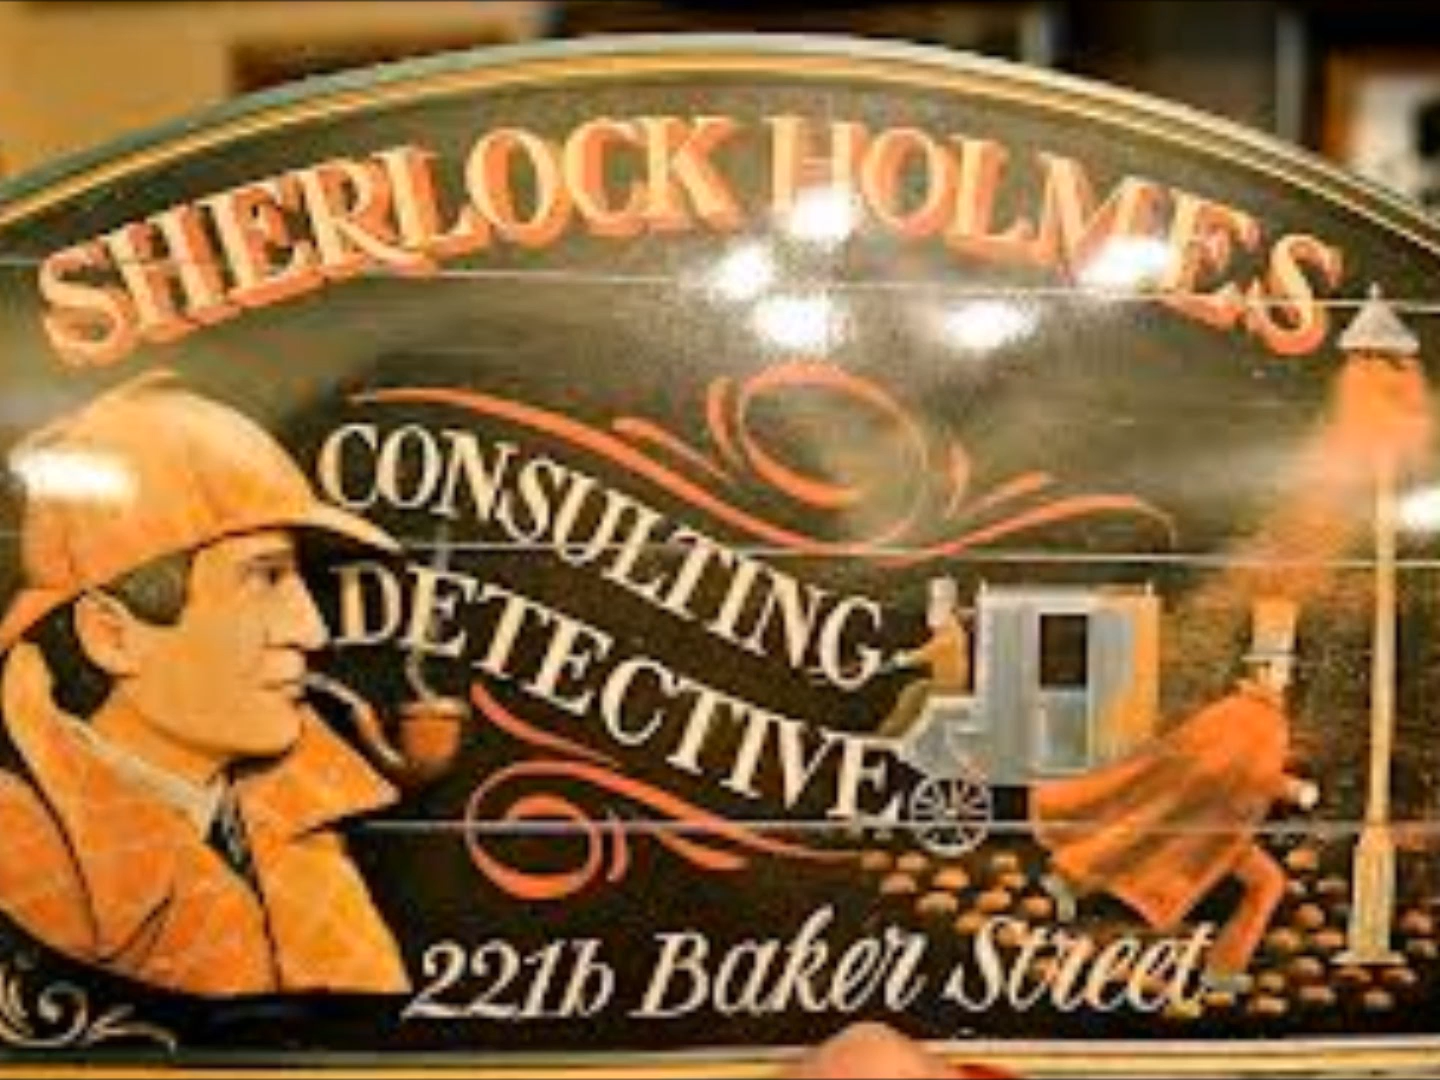 SHERLOCK HOLMES
CONSULTING
DETECTIVE
221b Baker Street